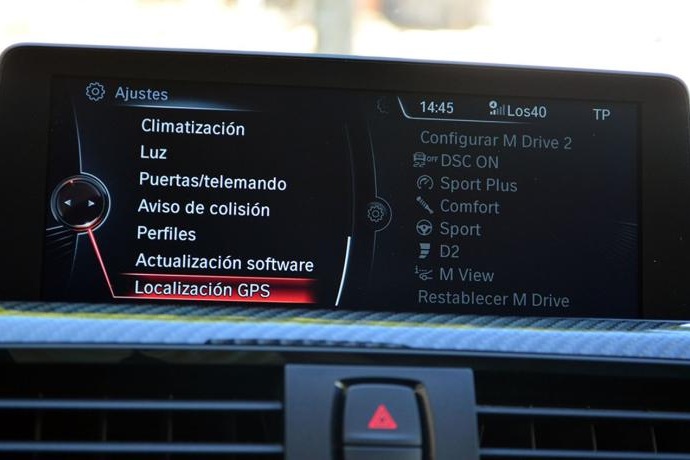 Ajustes
Climatización
Luz
Puertas/telemando
Aviso de colisión
Perfiles
Actualización software
Localización GPS
14:45 Los40 TP
Configurar M Drive 2
OFF DSC ON
Sport Plus
Comfort
Sport
D2
M View
Restablecer M Drive